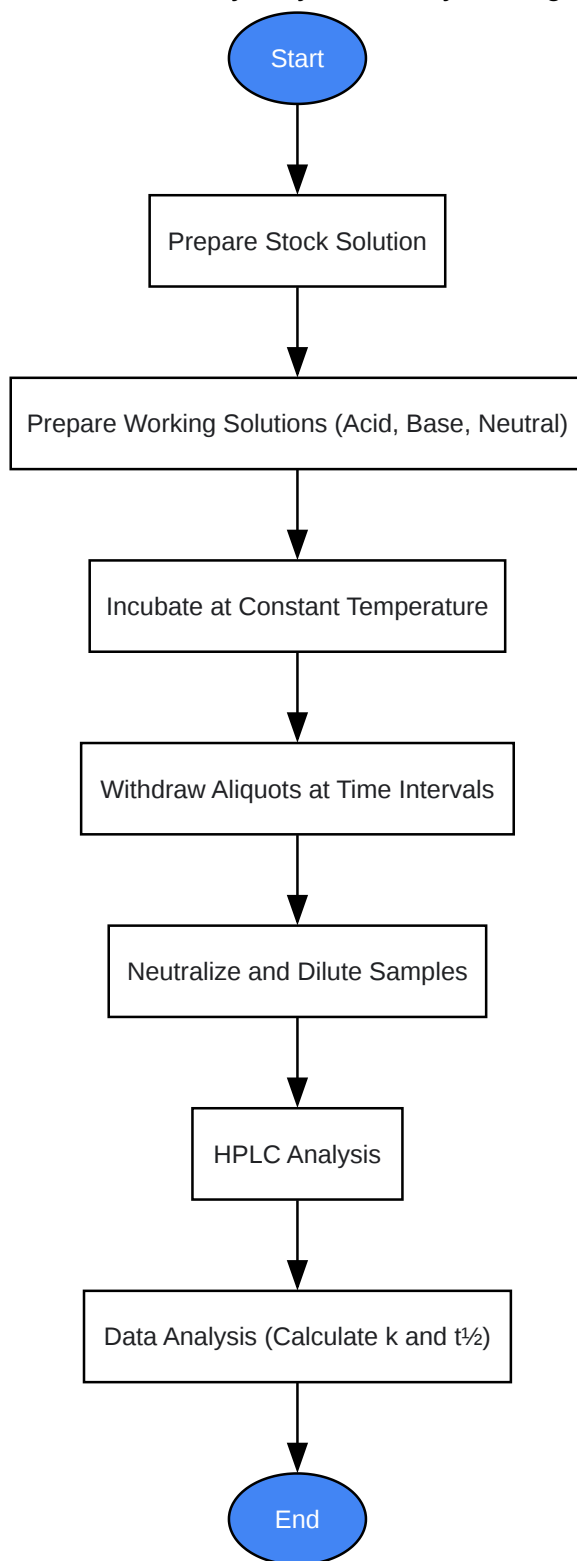 Start
Prepare Stock Solution
Prepare Working Solutions (Acid, Base, Neutral)
Incubate at Constant Temperature
Withdraw Aliquots at Time Intervals
Neutralize and Dilute Samples
HPLC Analysis
Data Analysis (Calculate k and t½)
End